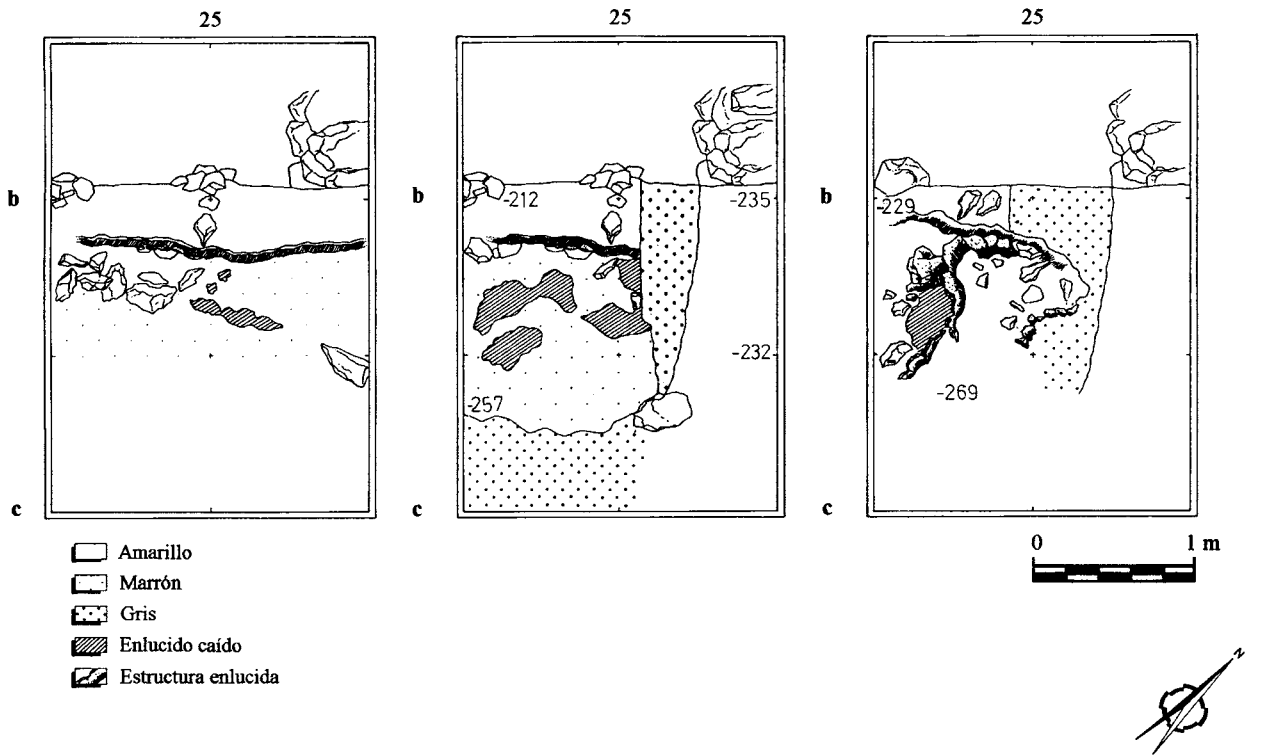 25
25
25
b
c
b
-212
-235
-232
-257
c
b
-229
-269
c
Amarillo
Marrón
Gris
Enlucido caído
Estructura enlucida
0 1 m
N